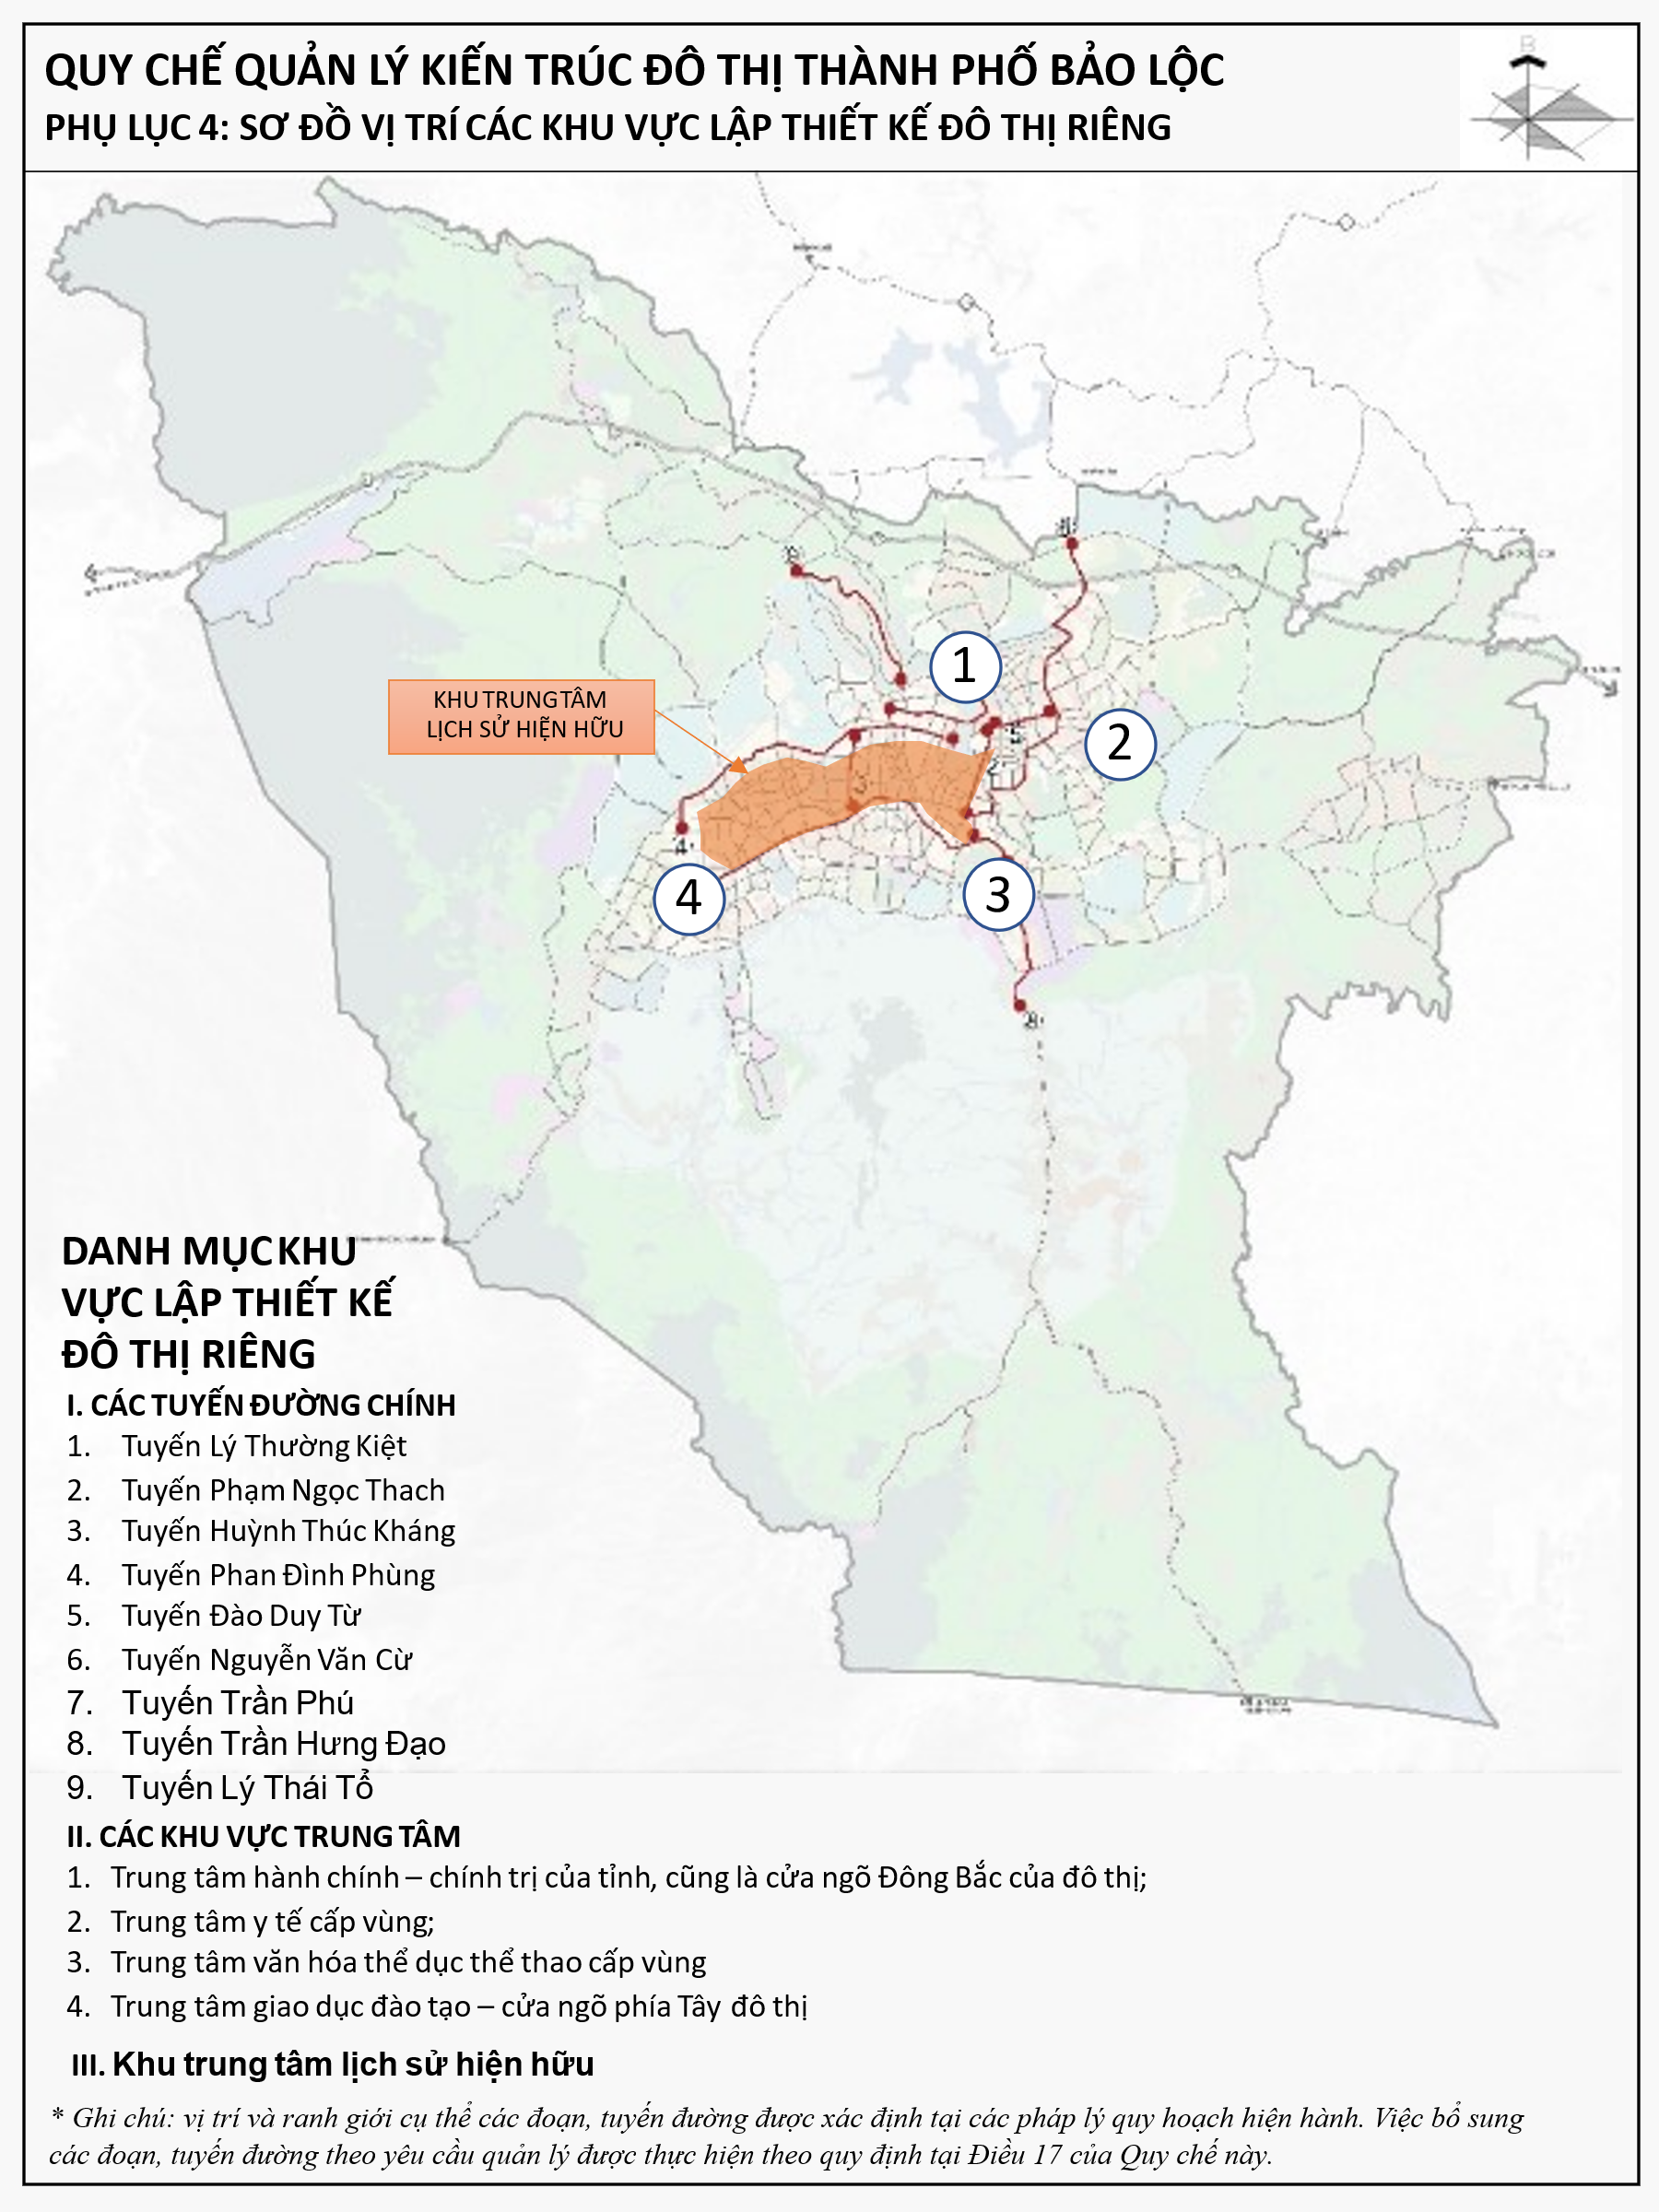 QUY CHẾ QUẢN LÝ KIẾN TRÚC ĐÔ THỊ THÀNH PHỐ BẢO LỘC
PHỤ LỤC 4: SƠ ĐỒ VỊ TRÍ CÁC KHU VỰC LẬP THIẾT KẾ ĐÔ THỊ RIÊNG
B
1
KHU TRUNG TÂM
LỊCH SỬ HIỆN HỮU
2
5
2
3
4
4
3
8
DANH MỤC KHU
VỰC LẬP THIẾT KẾ
ĐÔ THỊ RIÊNG
I. CÁC TUYẾN ĐƯỜNG CHÍNH
1. Tuyến Lý Thường Kiệt
2. Tuyến Phạm Ngọc Thach
3. Tuyến Huỳnh Thúc Kháng
4. Tuyến Phan Đình Phùng
5. Tuyến Đào Duy Từ
6. Tuyến Nguyễn Văn Cừ
7. Tuyến Trần Phú
8. Tuyến Trần Hưng Đạo
9. Tuyến Lý Thái Tổ
II. CÁC KHU VỰC TRUNG TÂM
1. Trung tâm hành chính – chính trị của tỉnh, cũng là cửa ngõ Đông Bắc của đô thị;
2. Trung tâm y tế cấp vùng;
3. Trung tâm văn hóa thể dục thể thao cấp vùng
4. Trung tâm giao dục đào tạo – cửa ngõ phía Tây đô thị
III. Khu trung tâm lịch sử hiện hữu
* Ghi chú: vị trí và ranh giới cụ thể các đoạn, tuyến đường được xác định tại các pháp lý quy hoạch hiện hành. Việc bổ sung
các đoạn, tuyến đường theo yêu cầu quản lý được thực hiện theo quy định tại Điều 17 của Quy chế này.